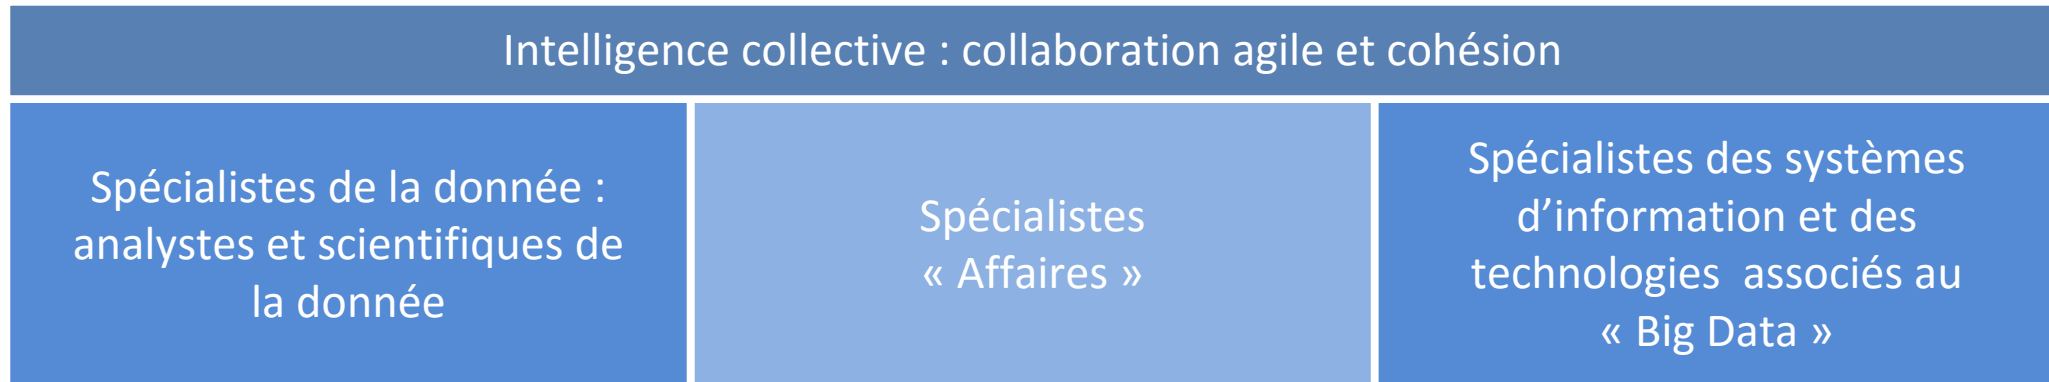 Intelligence collective : collaboration agile et cohésion
Spécialistes de la donnée :
analystes et scientifiques de
la donnée
Spécialistes
« Affaires »
Spécialistes des systèmes
d’information et des
technologies  associés au
« Big Data »